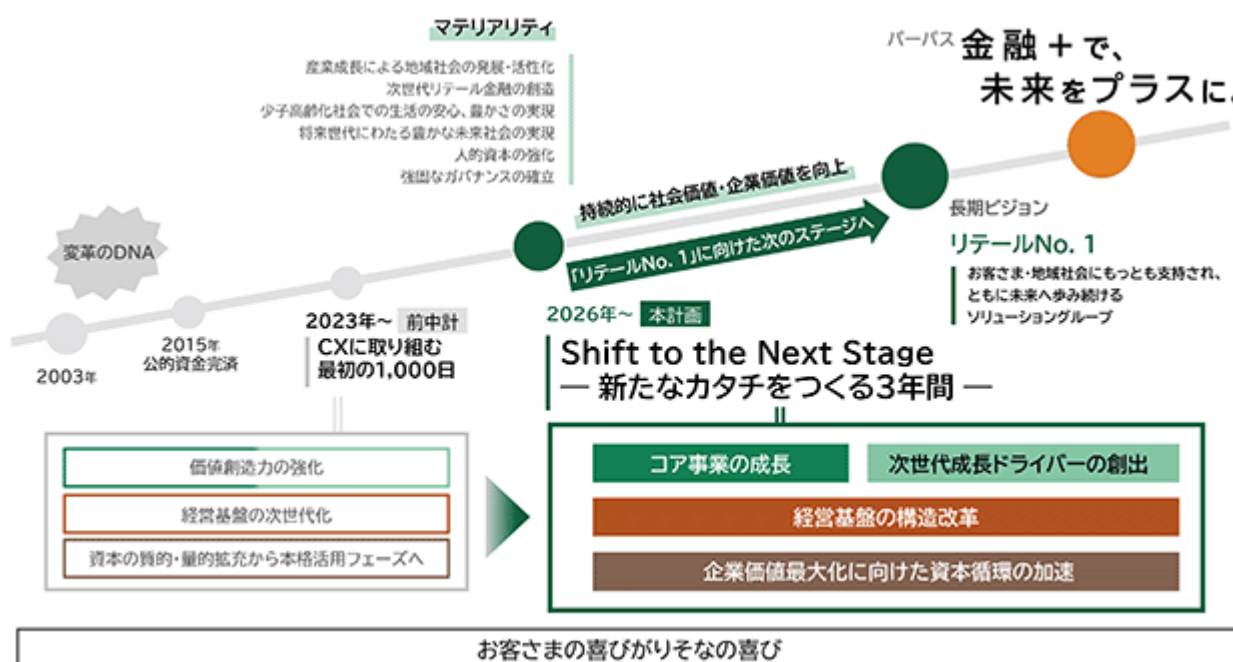 マテリアリティ
産業成長による地域社会の発展・活性化
次世代リテール金融の創造
少子高齢化社会での生活の安心、豊かさの実現
将来世代にわたる豊かな未来社会の実現
人的資本の強化
強固なガバナンスの確立
パーパス 金融＋で、
未来をプラスに。
持続的に社会価値・企業価値を向上
「リテールNo. 1」に向けた次のステージへ
長期ビジョン
リテールNo. 1
お客さま・地域社会にもっとも支持され、
ともに未来へ歩み続ける
ソリューショングループ
変革のDNA
2003年
2015年
公的資金完済
2023年～ 前中計
CXに取り組む
最初の1,000日
2026年～ 本計画
Shift to the Next Stage
― 新たなカタチをつくる3年間 ―
価値創造力の強化
経営基盤の次世代化
資本の質的・量的拡充から本格活用フェーズへ
コア事業の成長
次世代成長ドライバーの創出
経営基盤の構造改革
企業価値最大化に向けた資本循環の加速
お客さまの喜びがりそなの喜び